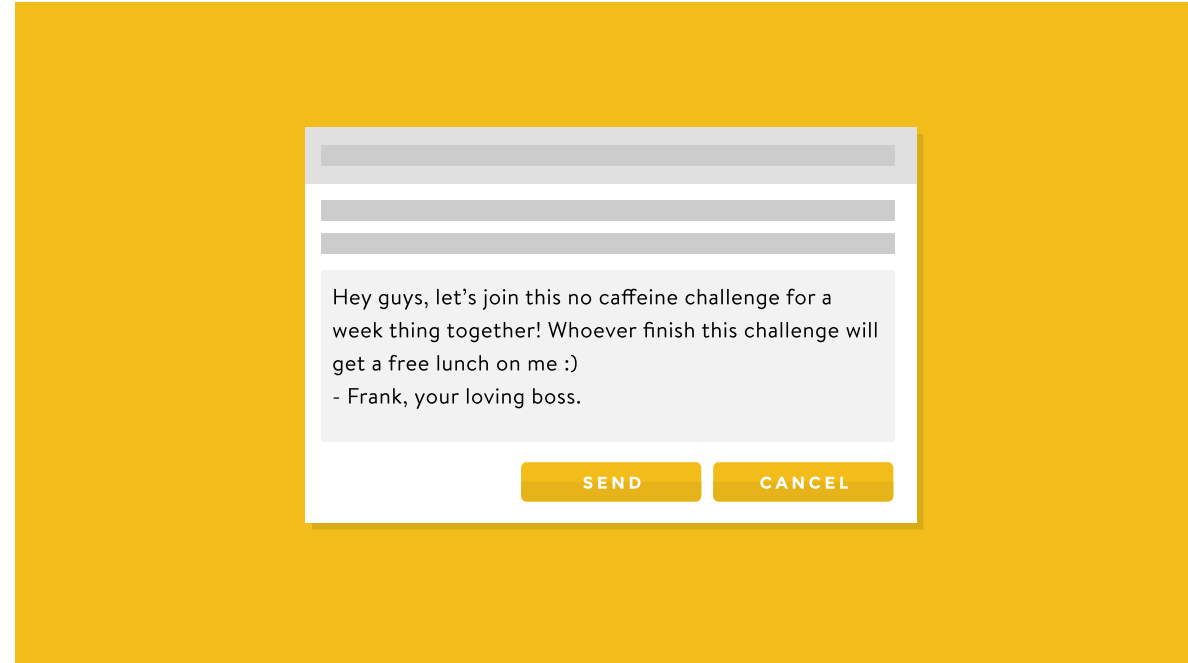 Hey guys, let’s join this no caffeine challenge for a
week thing together! Whoever finish this challenge will
get a free lunch on me :)
- Frank, your loving boss.
SEND
CANCEL